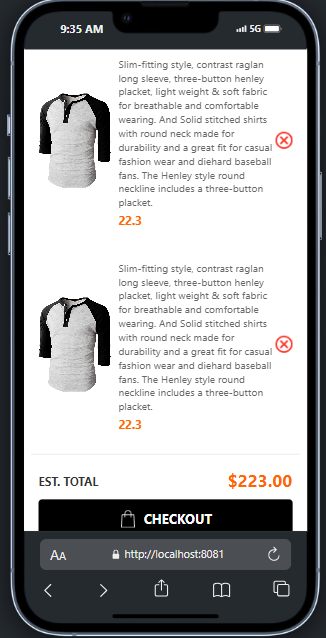 9:35 AM
5G
Slim-fitting style, contrast raglan
long sleeve, three-button henley
placket, light weight & soft fabric
for breathable and comfortable
wearing. And Solid stitched shirts
with round neck made for
durability and a great fit for casual
fashion wear and diehard baseball
fans. The Henley style round
neckline includes a three-button
placket.
22.3
Slim-fitting style, contrast raglan
long sleeve, three-button henley
placket, light weight & soft fabric
for breathable and comfortable
wearing. And Solid stitched shirts
with round neck made for
durability and a great fit for casual
fashion wear and diehard baseball
fans. The Henley style round
neckline includes a three-button
placket.
22.3
EST. TOTAL $223.00
CHECKOUT
AA http://localhost:8081